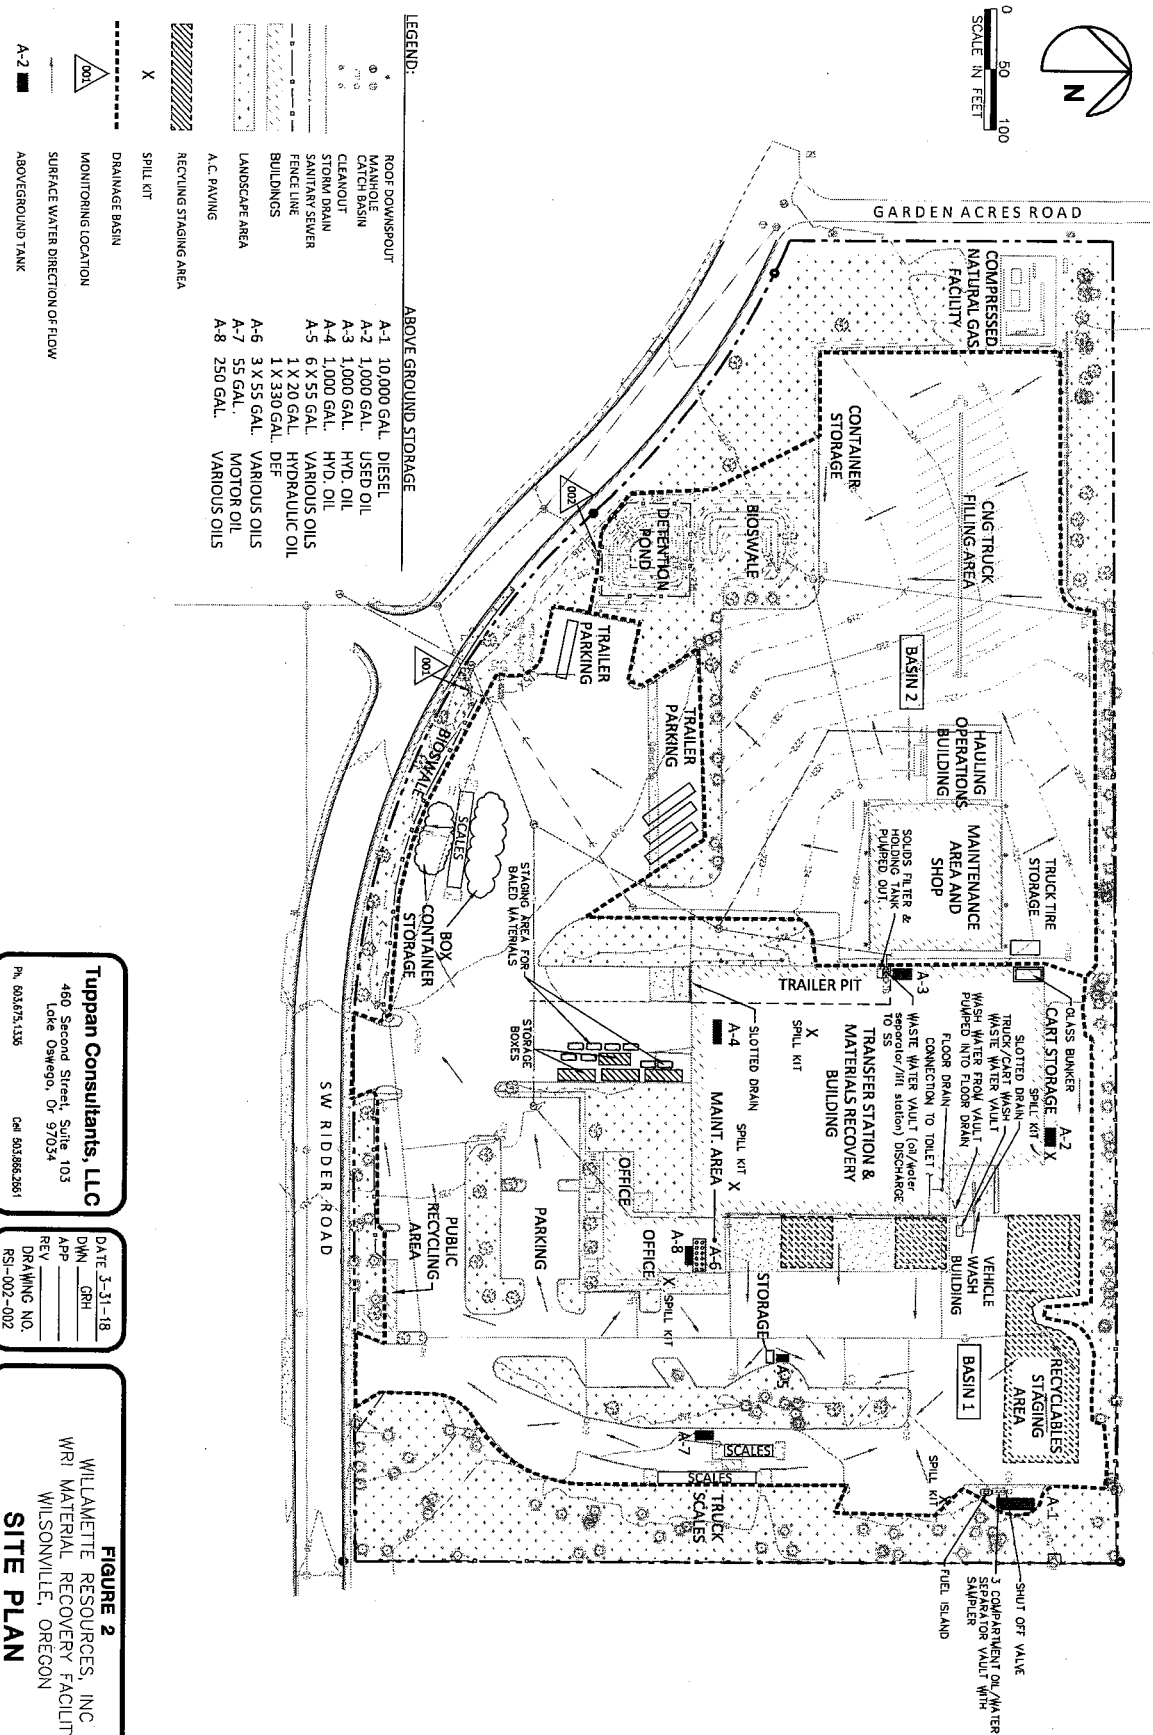 0 50 100
SCALE IN FEET
N
GARDEN ACRES ROAD
COMPRESSED
NATURAL GAS
FACILITY
CONTAINER
STORAGE
CNG TRUCK
FILLING AREA
BIOSWALE
DETENTION
POND
002
TRAILER
PARKING
001
BASIN 2
TRAILER
PARKING
HAULING
OPERATIONS
BUILDING
MAINTENANCE
AREA AND
SHOP
TRUCK TIRE
STORAGE
SOLIDS FILTER &
HOLDING TANK
PUMPED OUT.
BIOSWALE
SCALES
BOX
CONTAINER
STORAGE
STAGING AREA FOR
BALED MATERIALS
STORAGE
BOXES
TRAILER PIT
A-3
GLASS BUNKER
CART STORAGE
SPILL KIT
A-2
X
SLOTTED DRAIN
TRUCK/CART WASH
WASTE WATER VAULT
WASH WATER FROM VAULT
PUMPED INTO FLOOR DRAIN
FLOOR DRAIN
CONNECTION TO TOILET
WASTE WATER VAULT (oil/water
separator/lift station) DISCHARGE
TO SS
TRANSFER STATION &
MATERIALS RECOVERY
BUILDING
X
SPILL KIT
SLOTTED DRAIN
A-4
MAINT. AREA
SPILL KIT X
OFFICE
OFFICE
A-6
A-8
X SPILL KIT
PARKING
PUBLIC
RECYCLING
AREA
SW RIDDER ROAD
VEHICLE
WASH
BUILDING
STORAGE
A-5
BASIN 1
RECYCLABLES
STAGING
AREA
A-7
SCALES
SCALES
TRUCK
SCALES
SPILL KIT
X
A-1
SHUT OFF VALVE
3 COMPARTMENT OIL/WATER
SEPARATOR VAULT WITH
SAMPLER
FUEL ISLAND
LEGEND:
ROOF DOWNSPOUT
MANHOLE
CATCH BASIN
CLEANOUT
STORM DRAIN
SANITARY SEWER
FENCE LINE
BUILDINGS
LANDSCAPE AREA
A.C. PAVING
RECYLING STAGING AREA
X SPILL KIT
DRAINAGE BASIN
001 MONITORING LOCATION
SURFACE WATER DIRECTION OF FLOW
A-2 ABOVEGROUND TANK
ABOVE GROUND STORAGE
A-1 10,000 GAL. DIESEL
A-2 1,000 GAL. USED OIL
A-3 1,000 GAL. HYD. OIL
A-4 1,000 GAL. HYD. OIL
A-5 6 X 55 GAL. VARIOUS OILS
1 X 20 GAL. HYDRAULIC OIL
1 X 330 GAL. DEF
A-6 3 X 55 GAL. VARIOUS OILS
A-7 55 GAL. MOTOR OIL
A-8 250 GAL. VARIOUS OILS
Tuppan Consultants, LLC
460 Second Street, Suite 103
Lake Oswego, Or 97034
Ph. 503.675.1336 Cell 503.866.2651
DATE 3-31-18
DWN GRH
APP
REV
DRAWING NO.
RSI-002-002
FIGURE 2
WILLAMETTE RESOURCES, INC
WRI MATERIAL RECOVERY FACILIT
WILSONVILLE, OREGON
SITE PLAN